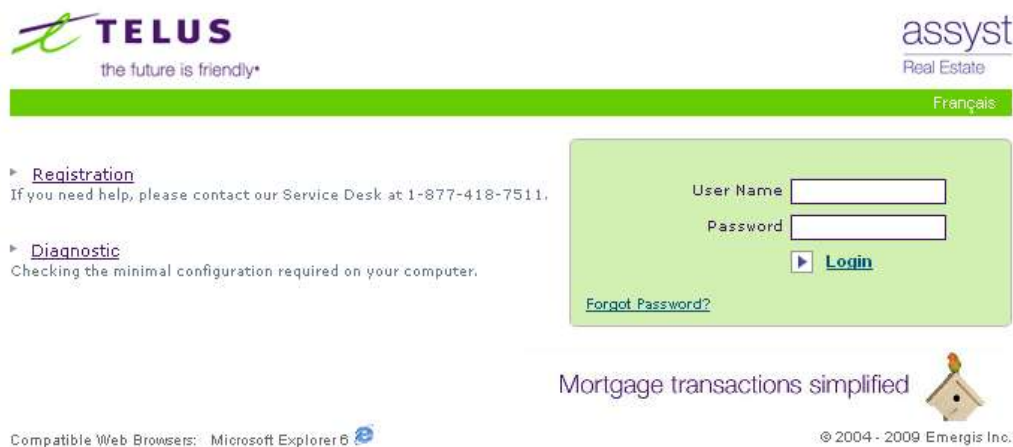 TELUS
the future is friendly•
assyst
Real Estate
Français
Registration
If you need help, please contact our Service Desk at 1-877-418-7511.
Diagnostic
Checking the minimal configuration required on your computer.
User Name
Password
Login
Forgot Password?
Mortgage transactions simplified
Compatible Web Browsers: Microsoft Explorer 6
© 2004 - 2009 Emergis Inc.